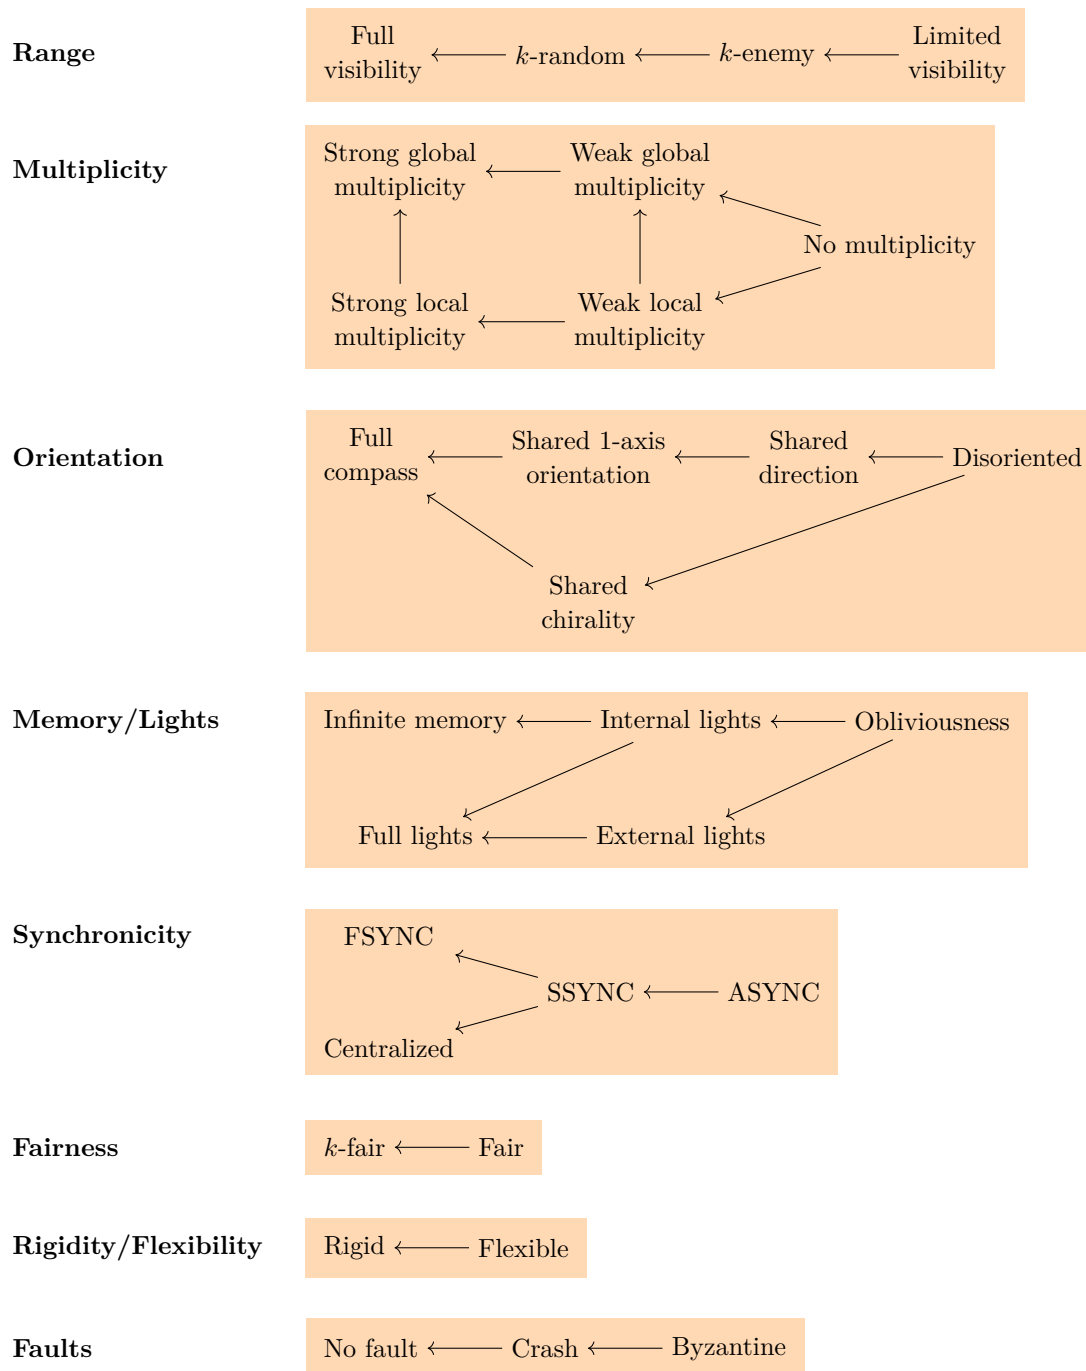 Range
Full
visibility
k-random
k-enemy
Limited
visibility
Multiplicity
Strong global
multiplicity
Weak global
multiplicity
No multiplicity
Strong local
multiplicity
Weak local
multiplicity
Orientation
Full
compass
Shared 1-axis
orientation
Shared
direction
Disoriented
Shared
chirality
Memory/Lights
Infinite memory
Internal lights
Obliviousness
Full lights
External lights
Synchronicity
FSYNC
SSYNC
ASYNC
Centralized
Fairness
k-fair
Fair
Rigidity/Flexibility
Rigid
Flexible
Faults
No fault
Crash
Byzantine